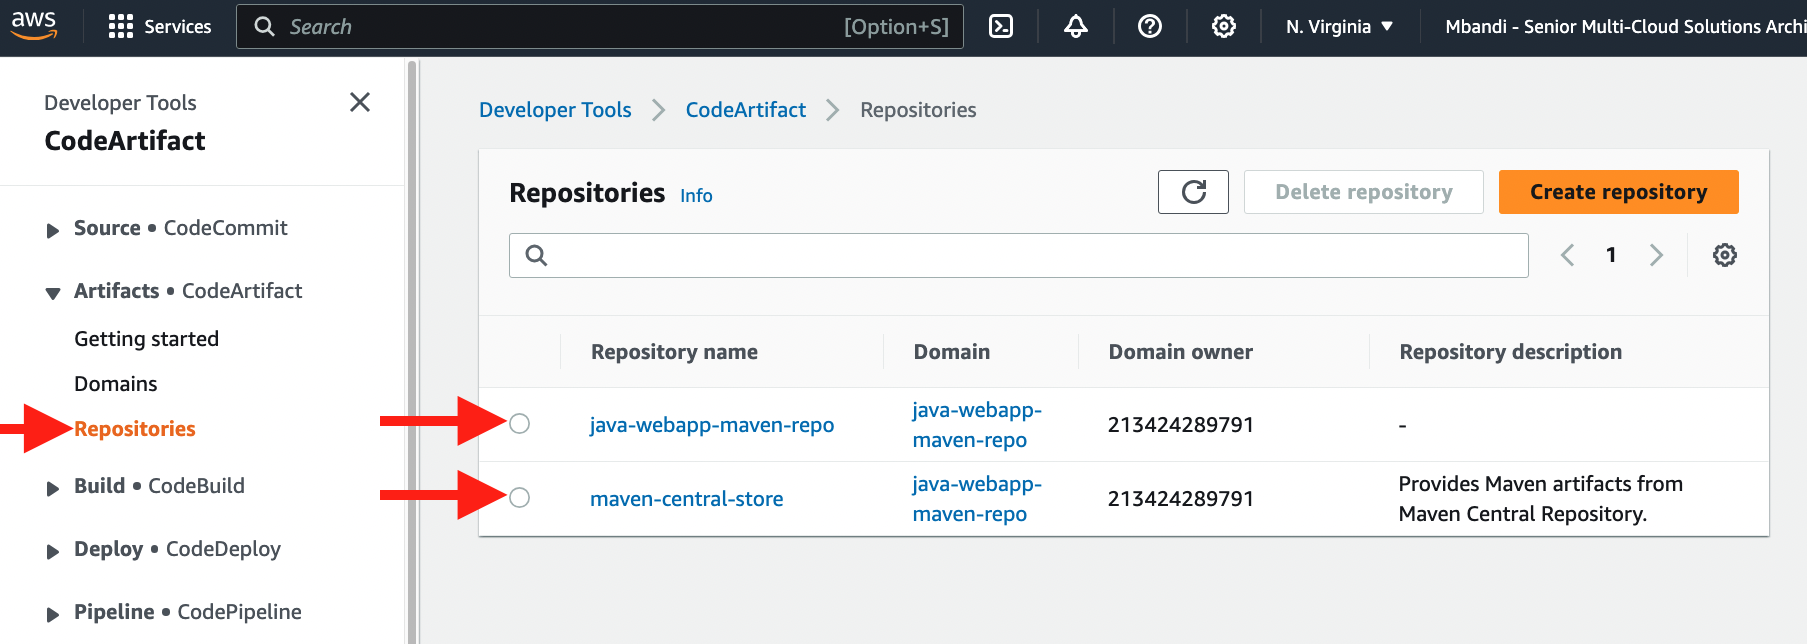 aws
Services
Search
[Option+S]
N. Virginia
Mbandi - Senior Multi-Cloud Solutions Archi
Developer Tools
CodeArtifact
Source • CodeCommit
Artifacts • CodeArtifact
Getting started
Domains
Repositories
Build • CodeBuild
Deploy • CodeDeploy
Pipeline • CodePipeline
Developer Tools
CodeArtifact
Repositories
Repositories Info
Delete repository
Create repository
1
Repository name
Domain
Domain owner
Repository description
java-webapp-maven-repo
java-webapp-
maven-repo
213424289791
-
maven-central-store
java-webapp-
maven-repo
213424289791
Provides Maven artifacts from
Maven Central Repository.